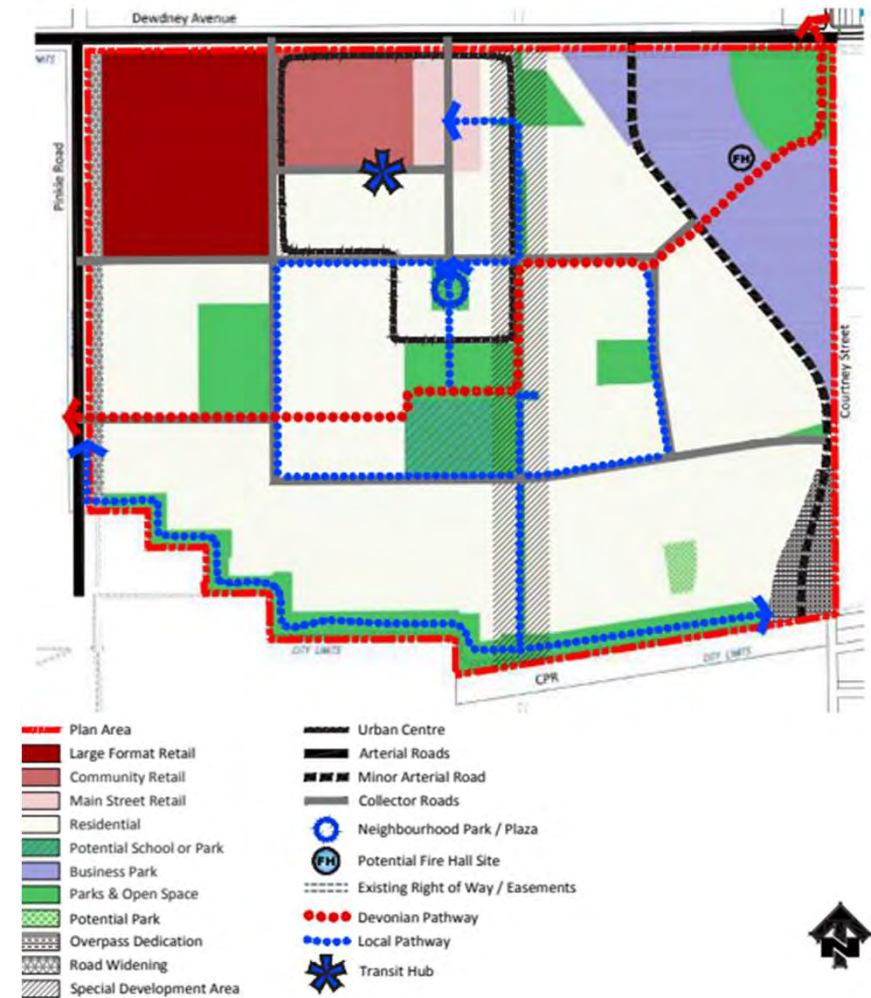 Dewdney Avenue
MITS
Pinkie Road
FH
Courtney Street
CITY LIMITS
CITY LIMITS
CPR
Plan Area
Large Format Retail
Community Retail
Main Street Retail
Residential
Potential School or Park
Business Park
Parks & Open Space
Potential Park
Overpass Dedication
Road Widening
Special Development Area
Urban Centre
Arterial Roads
Minor Arterial Road
Collector Roads
Neighbourhood Park / Plaza
FH Potential Fire Hall Site
Existing Right of Way / Easements
Devonian Pathway
Local Pathway
Transit Hub
N